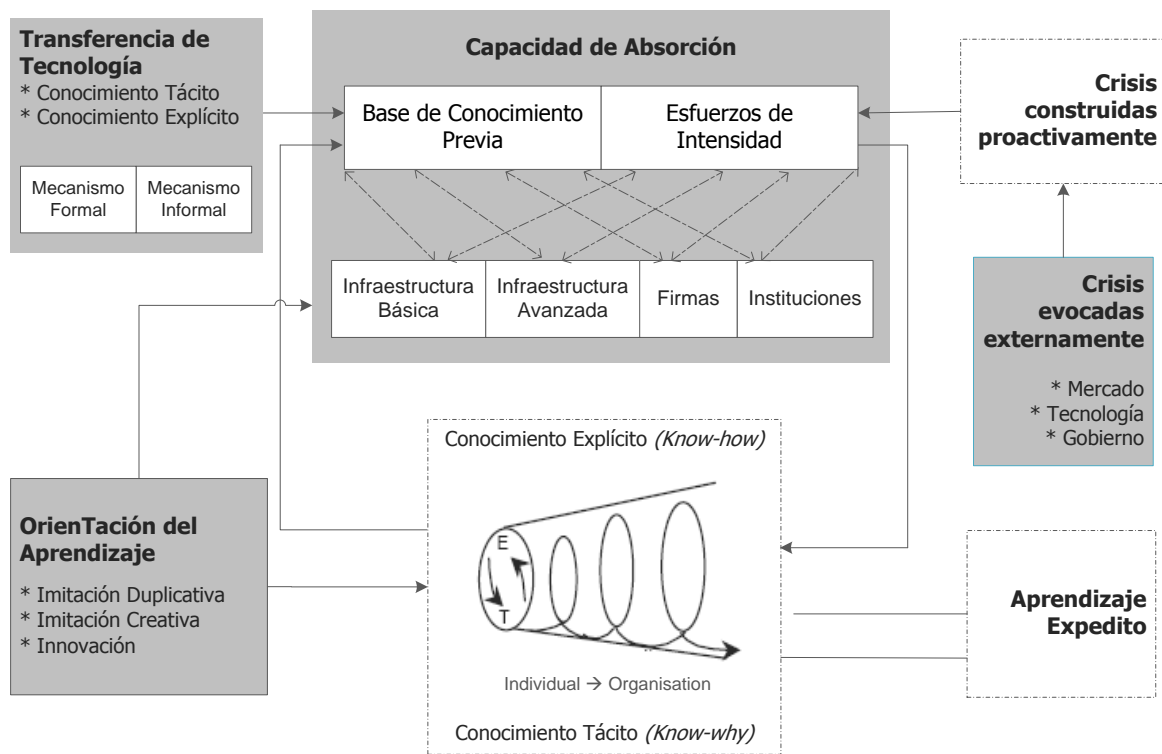 Transferencia de
Tecnología
* Conocimiento Tácito
* Conocimiento Explícito
Mecanismo
Formal
Mecanismo
Informal
Capacidad de Absorción
Base de Conocimiento
Previa
Esfuerzos de
Intensidad
Infraestructura
Básica
Infraestructura
Avanzada
Firmas
Instituciones
Crisis
construidas
proactivamente
Crisis
evocadas
externamente
* Mercado
* Tecnología
* Gobierno
OrienTación del
Aprendizaje
* Imitación Duplicativa
* Imitación Creativa
* Innovación
Conocimiento Explícito (Know-how)
E
T
Individual → Organisation
Conocimiento Tácito (Know-why)
Aprendizaje
Expedito